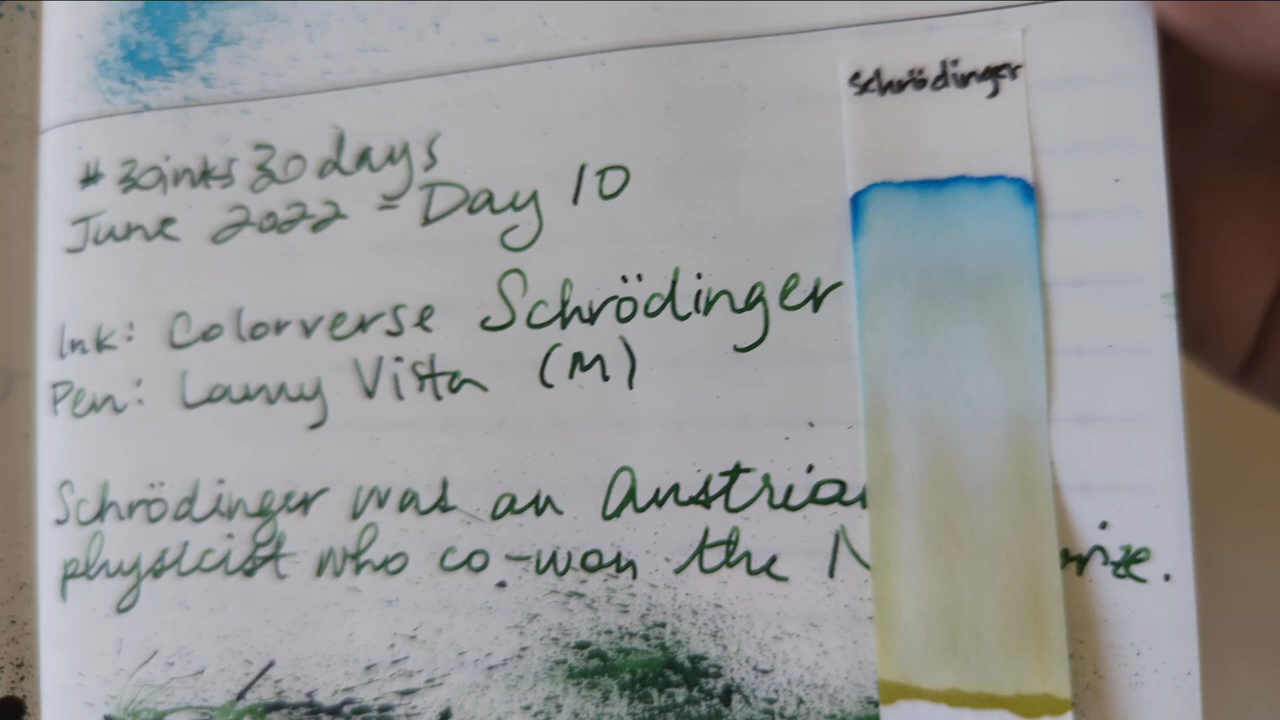 Schrödinger
#30inks30days
June 2022 - Day 10
Ink: Colorverse Schrödinger
Pen: Lamy Vista (M)
Schrödinger was an Austria
physicist who co-won the N